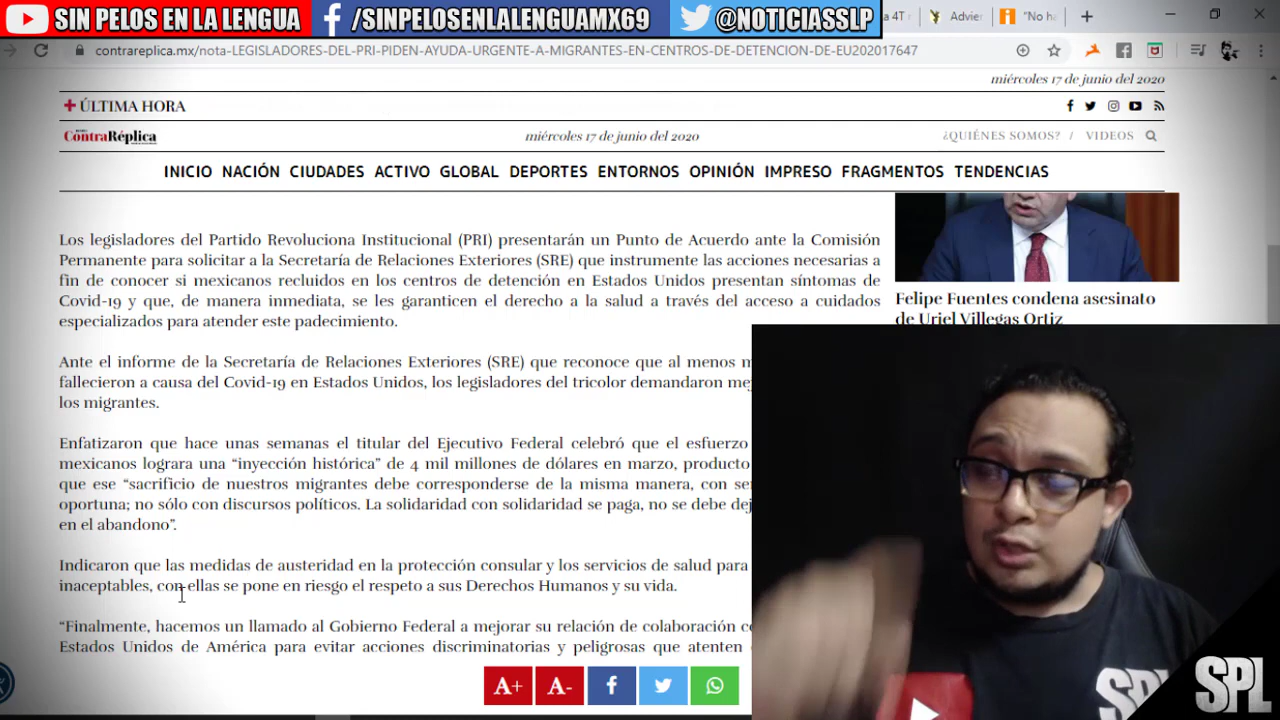 SIN PELOS EN LA LENGUA
/SINPELOSENLALENGUAMX69
@NOTICIASSLP
a 4T
Advier
"No ha
contrareplica.mx/nota-LEGISLADORES-DEL-PRI-PIDEN-AYUDA-URGENTE-A-MIGRANTES-EN-CENTROS-DE-DETENCION-DE-EU202017647
miércoles 17 de junio del 2020
+ ÚLTIMA HORA
ContraRéplica
miércoles 17 de junio del 2020
¿QUIÉNES SOMOS? / VIDEOS
INICIO NACIÓN CIUDADES ACTIVO GLOBAL DEPORTES ENTORNOS OPINIÓN IMPRESO FRAGMENTOS TENDENCIAS
Los legisladores del Partido Revoluciona Institucional (PRI) presentarán un Punto de Acuerdo ante la Comisión
Permanente para solicitar a la Secretaría de Relaciones Exteriores (SRE) que instrumente las acciones necesarias a
fin de conocer si mexicanos recluidos en los centros de detención en Estados Unidos presentan síntomas de
Covid-19 y que, de manera inmediata, se les garanticen el derecho a la salud a través del acceso a cuidados
especializados para atender este padecimiento.
Felipe Fuentes condena asesinato
de Uriel Villegas Ortiz
Ante el informe de la Secretaría de Relaciones Exteriores (SRE) que reconoce que al menos m
fallecieron a causa del Covid-19 en Estados Unidos, los legisladores del tricolor demandaron mej
los migrantes.
Enfatizaron que hace unas semanas el titular del Ejecutivo Federal celebró que el esfuerzo
mexicanos lograra una “inyección histórica” de 4 mil millones de dólares en marzo, producto
que ese “sacrificio de nuestros migrantes debe corresponderse de la misma manera, con ser
oportuna; no sólo con discursos políticos. La solidaridad con solidaridad se paga, no se debe dej
en el abandono”.
Indicaron que las medidas de austeridad en la protección consular y los servicios de salud para
inaceptables, con ellas se pone en riesgo el respeto a sus Derechos Humanos y su vida.
“Finalmente, hacemos un llamado al Gobierno Federal a mejorar su relación de colaboración co
Estados Unidos de América para evitar acciones discriminatorias y peligrosas que atenten
A+ A-
SPL
SPL